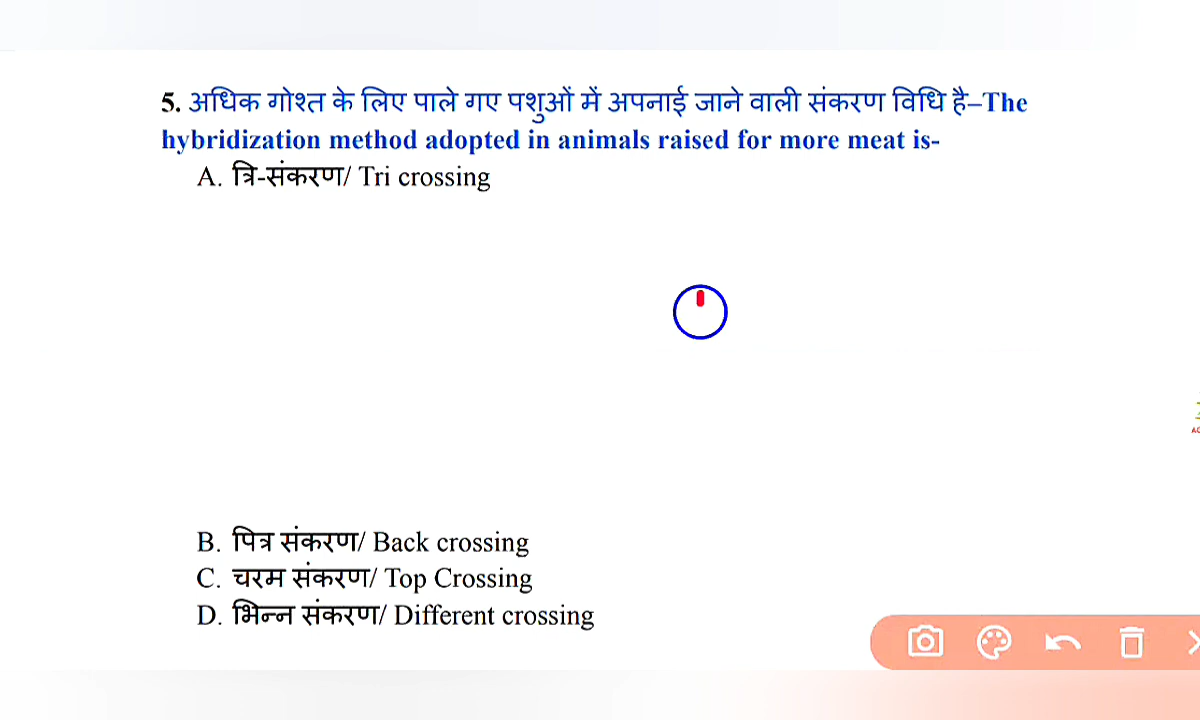 5. अधिक गोश्त के लिए पाले गए पशुओं में अपनाई जाने वाली संकरण विधि है–The
hybridization method adopted in animals raised for more meat is-
A. त्रि-संकरण/ Tri crossing
B. पित्र संकरण/ Back crossing
C. चरम संकरण/ Top Crossing
D. भिन्न संकरण/ Different crossing